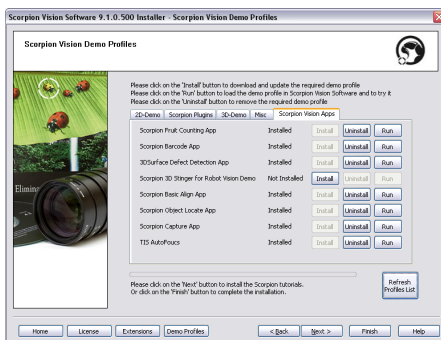 Scorpion Vision Software 9.1.0.500 Installer - Scorpion Vision Demo Profiles
Scorpion Vision Demo Profiles
Please click on the 'Install' button to download and update the required demo profile
Please click on the 'Run' button to load the demo profile in Scorpion Vision Software and to try it
Please click on the 'Uninstall' button to remove the required demo profile
2D-Demo Scorpion Plugins 3D-Demo Misc Scorpion Vision Apps
Scorpion Fruit Counting App Installed Install Uninstall Run
Scorpion Barcode App Installed Install Uninstall Run
3DSurface Defect Detection App Installed Install Uninstall Run
Scorpion 3D Stinger for Robot Vision Demo Not Installed Install Uninstall Run
Scorpion Basic Align App Installed Install Uninstall Run
Scorpion Object Locate App Installed Install Uninstall Run
Scorpion Capture App Installed Install Uninstall Run
TIS AutoFoucs Installed Install Uninstall Run
Elimin
Please click on the 'Next' button to install the Scorpion tutorials.
Or click on the 'Finish' button to complete the installation.
Refresh
Profiles List
Home License Extensions Demo Profiles < Back Next > Finish Help